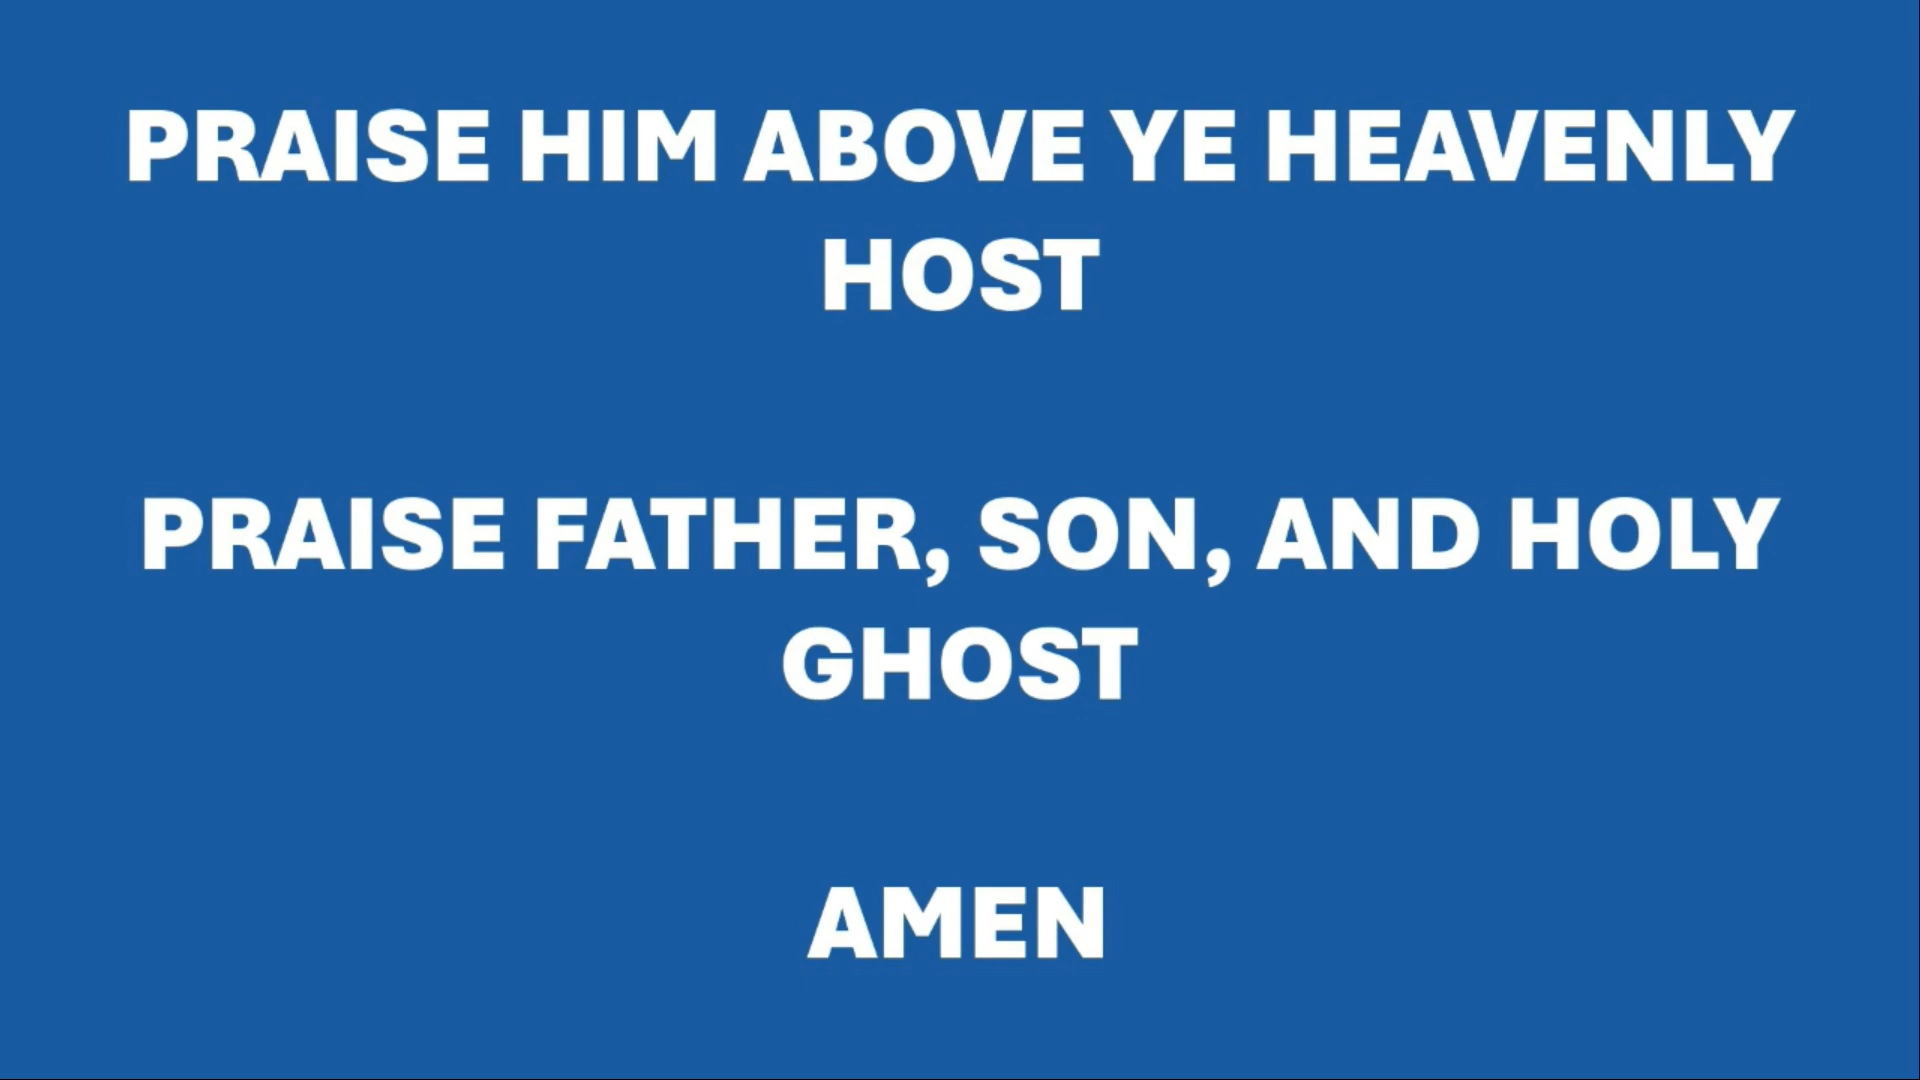 PRAISE HIM ABOVE YE HEAVENLY
HOST
PRAISE FATHER, SON, AND HOLY
GHOST
AMEN